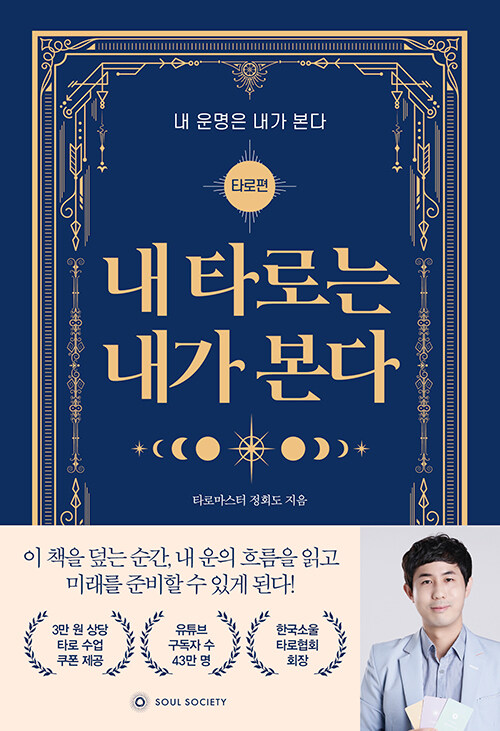 내 운명은 내가 본다
타로편
내 타로는
내가 본다
타로마스터 정회도 지음
이 책을 덮는 순간, 내 운의 흐름을 읽고
미래를 준비할 수 있게 된다!
3만 원 상당
타로 수업
쿠폰 제공
유튜브
구독자 수
43만 명
한국소울
타로협회
회장
SOUL SOCIETY